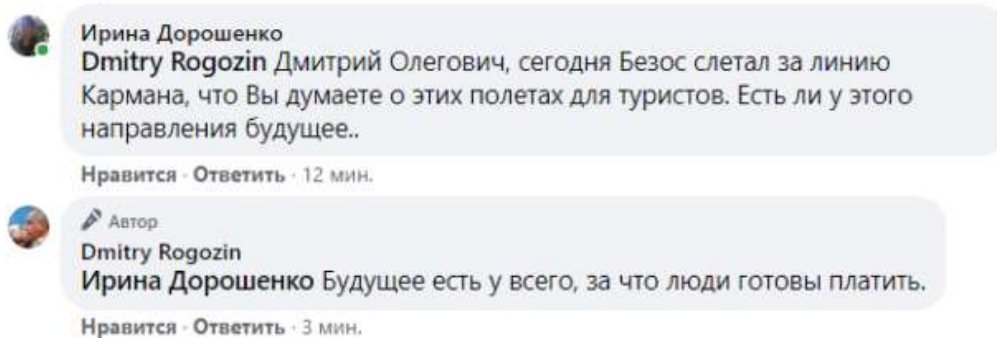 Ирина Дорошенко
Dmitry Rogozin Дмитрий Олегович, сегодня Безос слетал за линию
Кармана, что Вы думаете о этих полетах для туристов. Есть ли у этого
направления будущее..
Нравится · Ответить · 12 мин.
Автор
Dmitry Rogozin
Ирина Дорошенко Будущее есть у всего, за что люди готовы платить.
Нравится · Ответить · 3 мин.